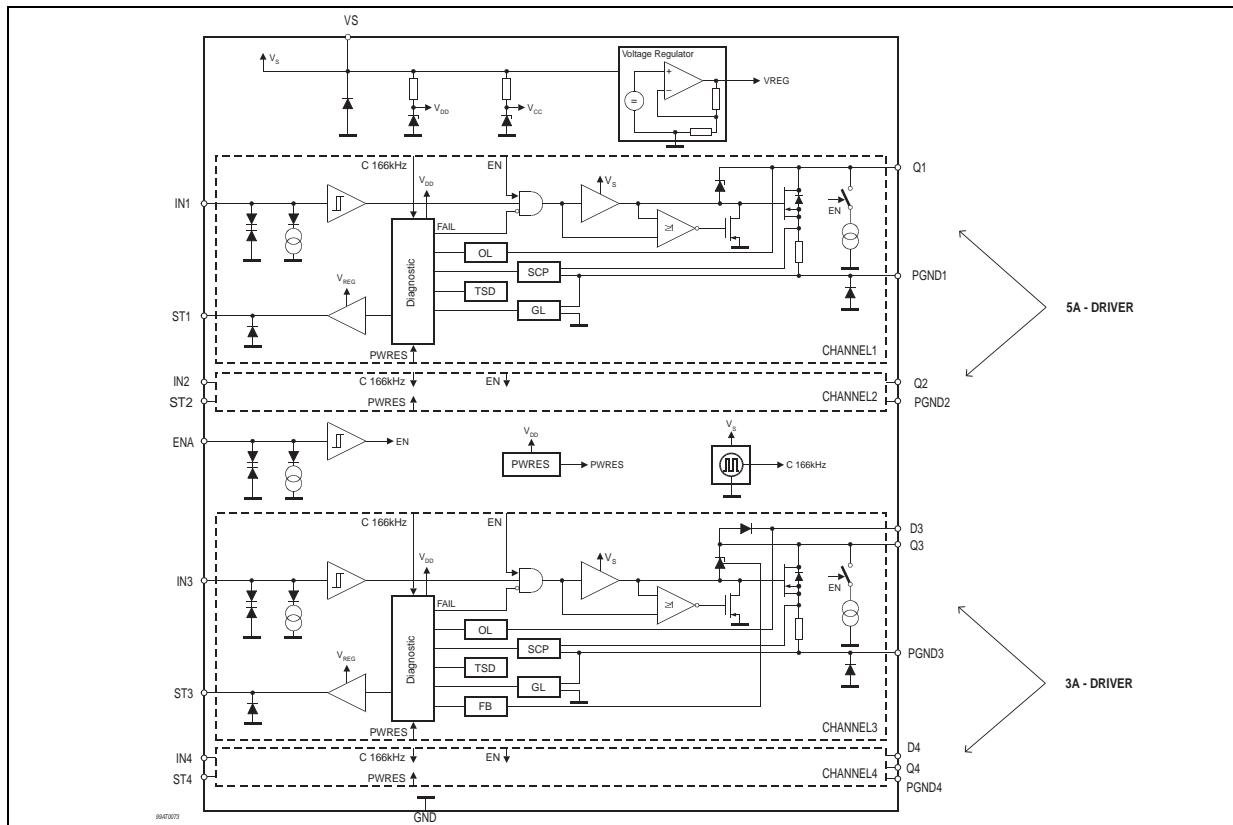 VS
VS
Voltage Regulator
+
−
=
VREG
VDD
VCC
C 166kHz
EN
VDD
VS
Q1
IN1
FAIL
≥1
EN
OL
SCP
TSD
GL
Diagnostic
PGND1
VREG
ST1
PWRES
CHANNEL1
5A - DRIVER
IN2
C 166kHz
EN
Q2
ST2
PWRES
CHANNEL2
PGND2
ENA
EN
VDD
PWRES
PWRES
VS
C 166kHz
C 166kHz
EN
D3
Q3
VDD
VS
IN3
FAIL
≥1
EN
OL
SCP
TSD
GL
FB
Diagnostic
PGND3
VREG
ST3
PWRES
CHANNEL3
3A - DRIVER
D4
IN4
C 166kHz
EN
Q4
ST4
PWRES
CHANNEL4
PGND4
GND
99AT0073